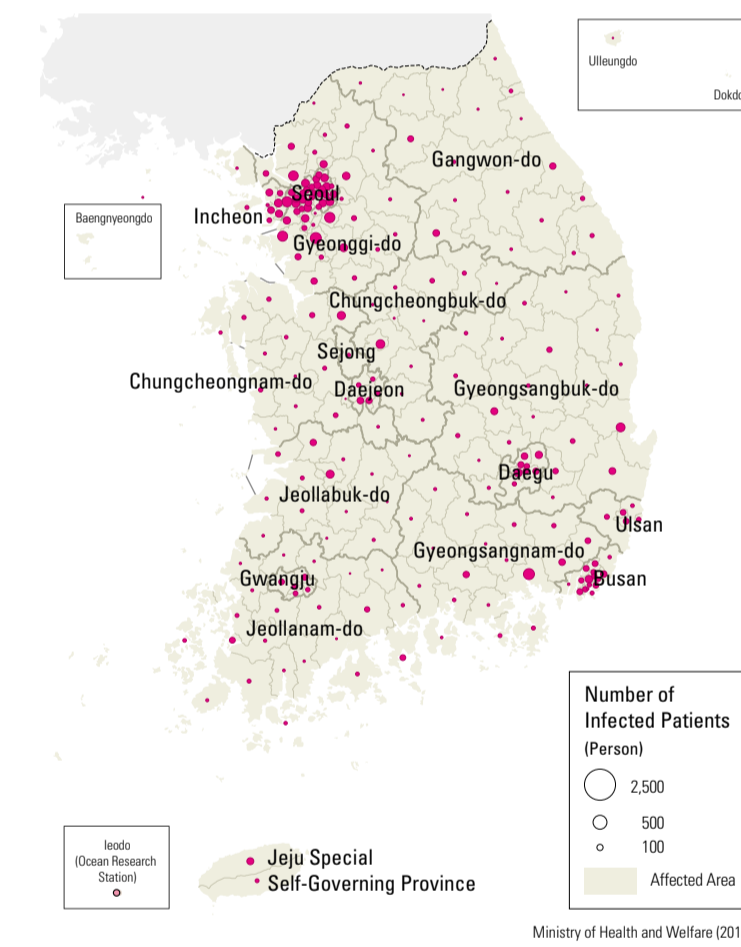 Ulleungdo
Dokdo
Gangwon-do
Seoul
Baengnyeongdo
Incheon
Gyeonggi-do
Chungcheongbuk-do
Sejong
Chungcheongnam-do
Daejeon
Gyeongsangbuk-do
Daegu
Jeollabuk-do
Ulsan
Gyeongsangnam-do
Gwangju
Busan
Jeollanam-do
Number of
Infected Patients
(Person)
2,500
500
100
Affected Area
Ieodo
(Ocean Research
Station)
Jeju Special
Self-Governing Province
Ministry of Health and Welfare (201